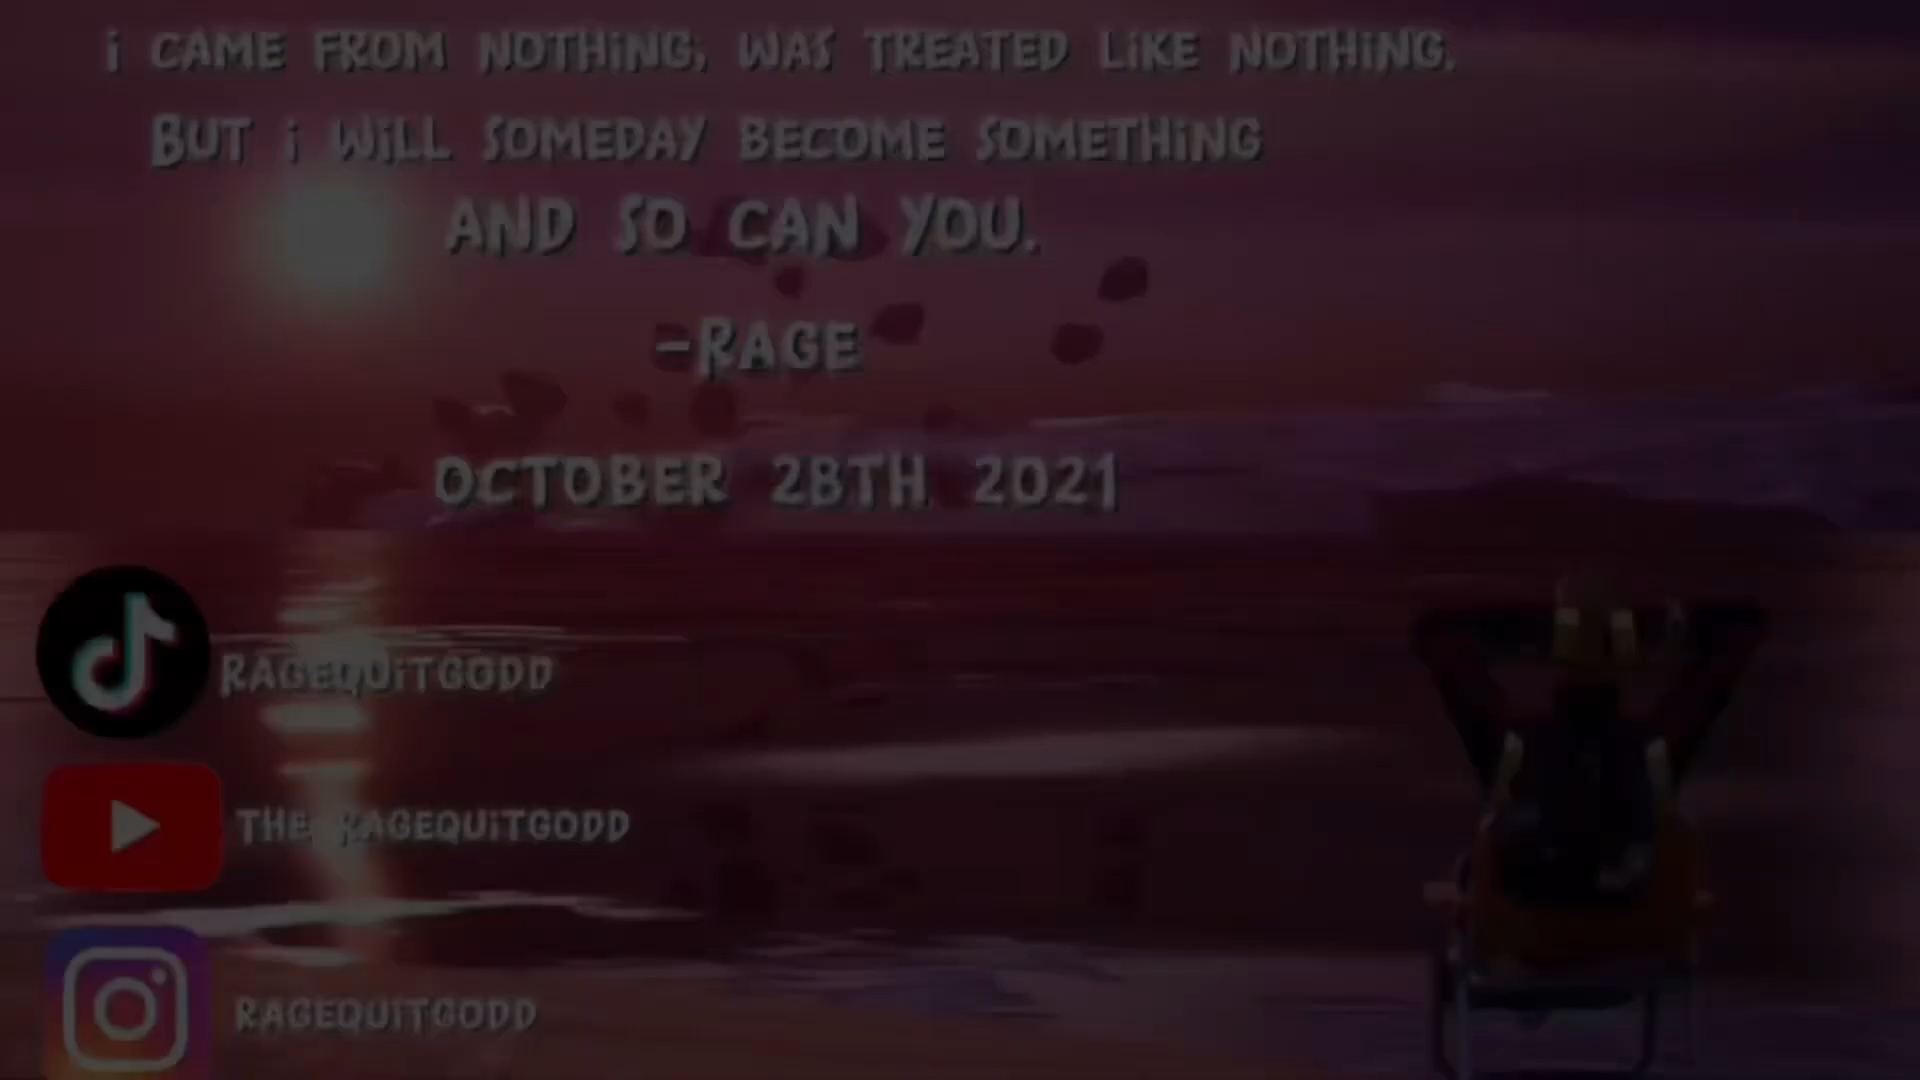 i CAME FROM NOTHiNG, WAS TREATED LiKE NOTHiNG.
BUT i WiLL SOMEDAY BECOME SOMETHiNG
AND SO CAN YOU.
-RAGE
OCTOBER 28TH 2021
RAGEQUiTGODD
THE RAGEQUiTGODD
RAGEQUITGODD